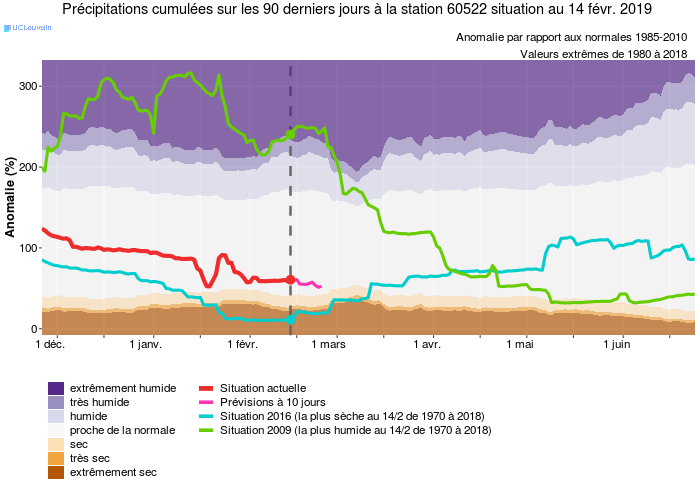 Précipitations cumulées sur les 90 derniers jours à la station 60522 situation au 14 févr. 2019
UCLouvain
Anomalie par rapport aux normales 1985-2010
Valeurs extrêmes de 1980 à 2018
Anomalie (%)
300
200
100
0
1 déc.
1 janv.
1 févr.
1 mars
1 avr.
1 mai
1 juin
extrêmement humide
très humide
humide
proche de la normale
sec
très sec
extrêmement sec
Situation actuelle
Prévisions à 10 jours
Situation 2016 (la plus sèche au 14/2 de 1970 à 2018)
Situation 2009 (la plus humide au 14/2 de 1970 à 2018)